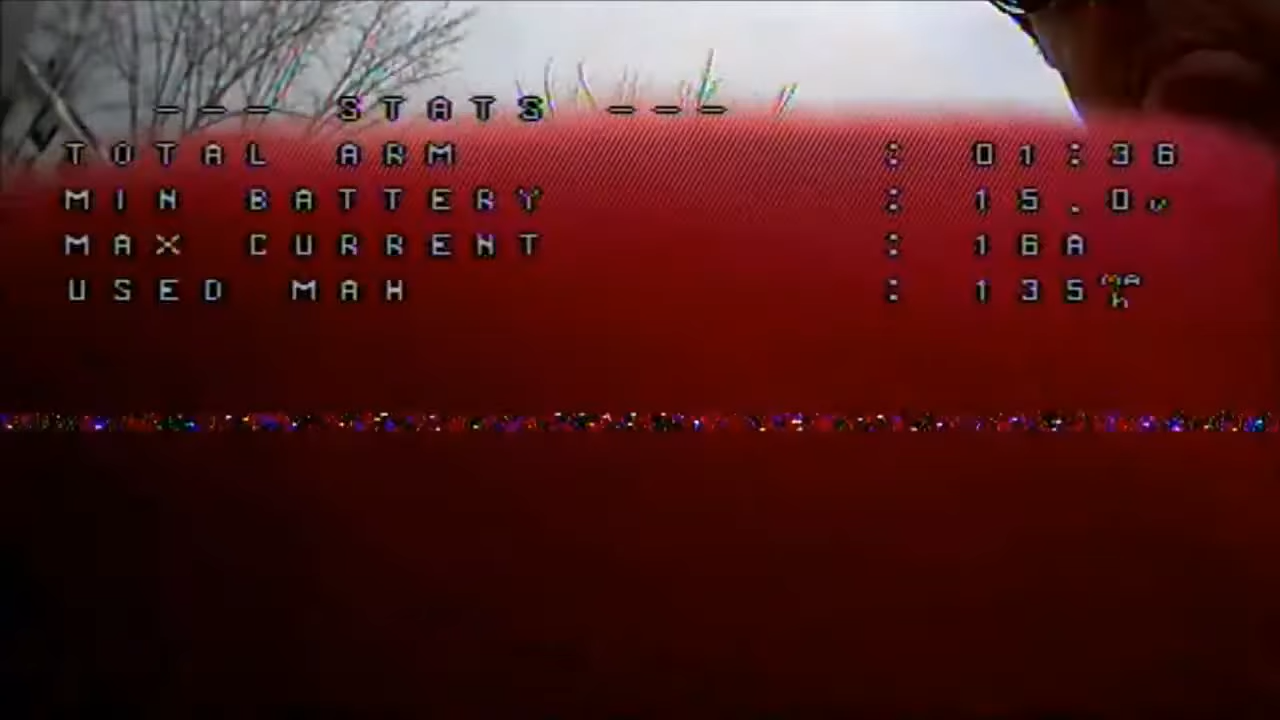 --- STATS ---
TOTAL ARM : 01:36
MIN BATTERY : 15.0V
MAX CURRENT : 16A
USED MAH : 135MAH